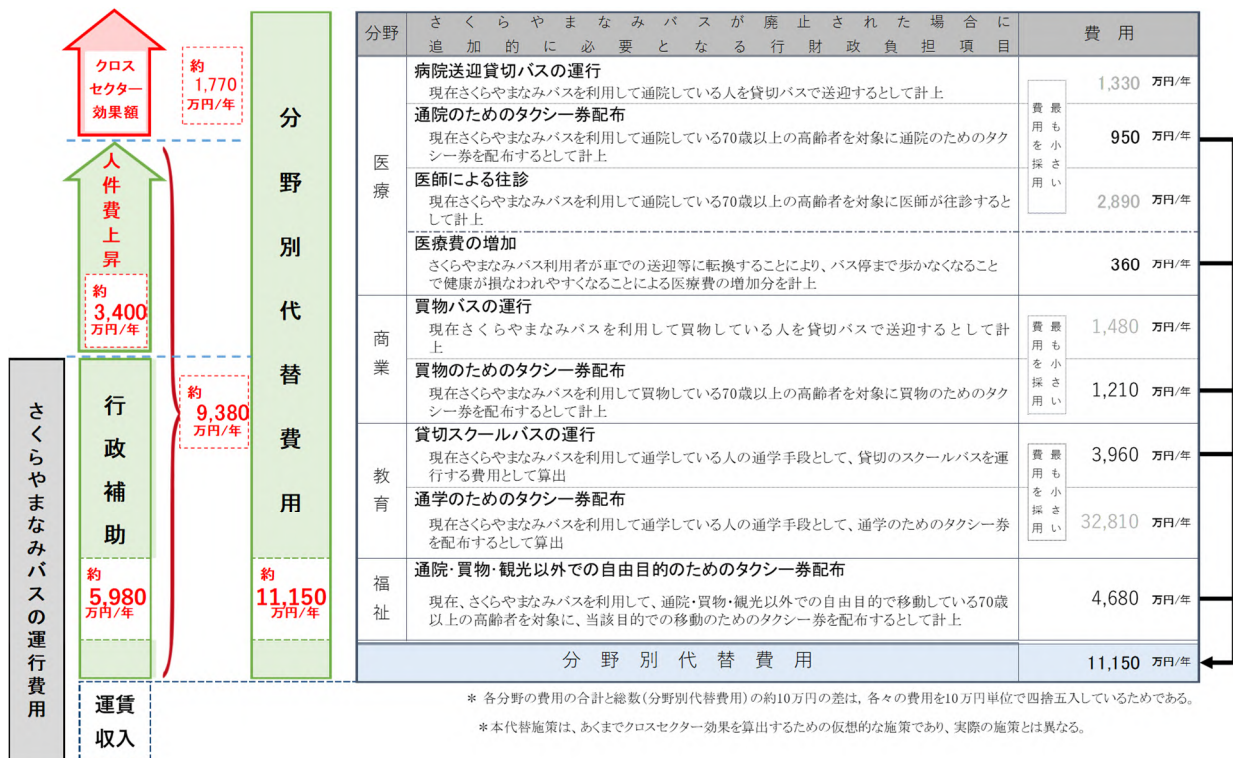 クロス
セクター
効果額
約
1,770
万円/年
人件費上昇
約
3,400
万円/年
さくらやまなみバスの運行費用
行政補助
約
5,980
万円/年
運賃
収入
約
9,380
万円/年
分野別代替費用
約
11,150
万円/年
分野
さくらやまなみバスが廃止された場合に
追加的に必要となる行財政負担項目
費用
医療
病院送迎貸切バスの運行
現在さくらやまなみバスを利用して通院している人を貸切バスで送迎するとして計上
1,330 万円/年
通院のためのタクシー券配布
現在さくらやまなみバスを利用して通院している70歳以上の高齢者を対象に通院のためのタク
シー券を配布するとして計上
950 万円/年
医師による往診
現在さくらやまなみバスを利用して通院している70歳以上の高齢者を対象に医師が往診すると
して計上
2,890 万円/年
最も小さい
費用を採用
医療費の増加
さくらやまなみバス利用者が車での送迎等に転換することにより、バス停まで歩かなくなること
で健康が損なわれやすくなることによる医療費の増加分を計上
360 万円/年
商業
買物バスの運行
現在さくらやまなみバスを利用して買物している人を貸切バスで送迎するとして計
上
1,480 万円/年
買物のためのタクシー券配布
現在さくらやまなみバスを利用して買物している70歳以上の高齢者を対象に買物のためのタク
シー券を配布するとして計上
1,210 万円/年
最も小さい
費用を採用
教育
貸切スクールバスの運行
現在さくらやまなみバスを利用して通学している人の通学手段として、貸切のスクールバスを運
行する費用として算出
3,960 万円/年
通学のためのタクシー券配布
現在さくらやまなみバスを利用して通学している人の通学手段として、通学のためのタクシー券
を配布するとして算出
32,810 万円/年
最も小さい
費用を採用
福祉
通院・買物・観光以外での自由目的のためのタクシー券配布
現在、さくらやまなみバスを利用して、通院・買物・観光以外での自由目的で移動している70歳
以上の高齢者を対象に、当該目的での移動のためのタクシー券を配布するとして計上
4,680 万円/年
分野別代替費用
11,150 万円/年
＊ 各分野の費用の合計と総数(分野別代替費用)の約10万円の差は, 各々の費用を10万円単位で四捨五入しているためである。
＊本代替施策は、あくまでクロスセクター効果を算出するための仮想的な施策であり、実際の施策とは異なる。